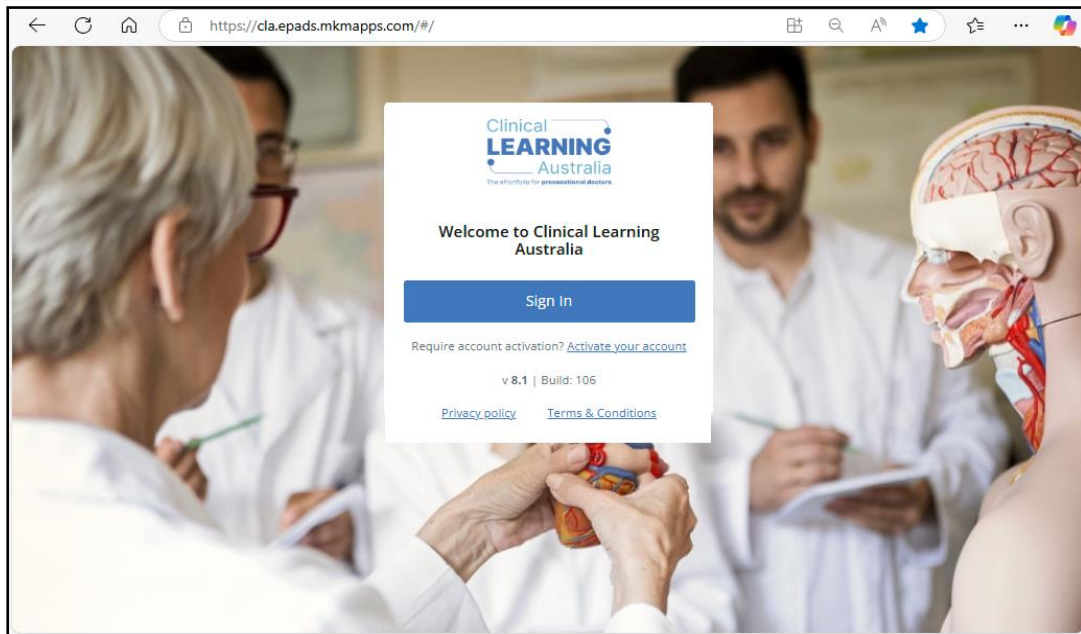 https://cla.epads.mkmapps.com/#/
Clinical
LEARNING
Australia
The ePortfolio for prevocational doctors
Welcome to Clinical Learning
Australia
Sign In
Require account activation? Activate your account
v 8.1 | Build: 106
Privacy policy Terms & Conditions